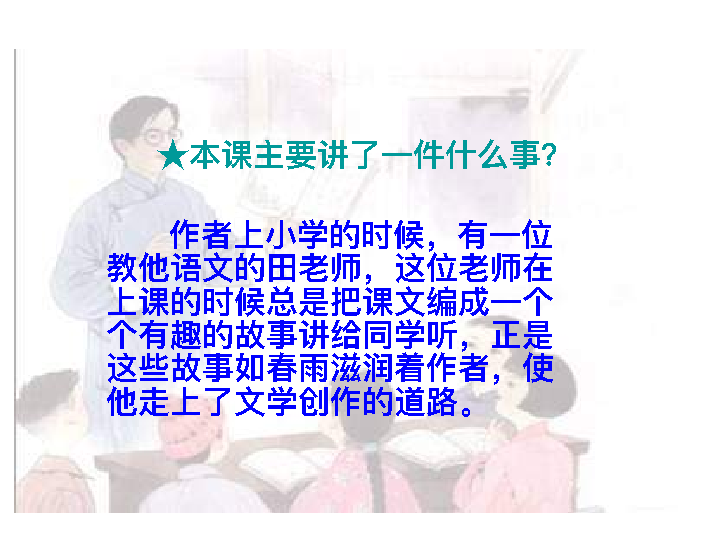 ★本课主要讲了一件什么事?
作者上小学的时候，有一位
教他语文的田老师，这位老师在
上课的时候总是把课文编成一个
个有趣的故事讲给同学听，正是
这些故事如春雨滋润着作者，使
他走上了文学创作的道路。